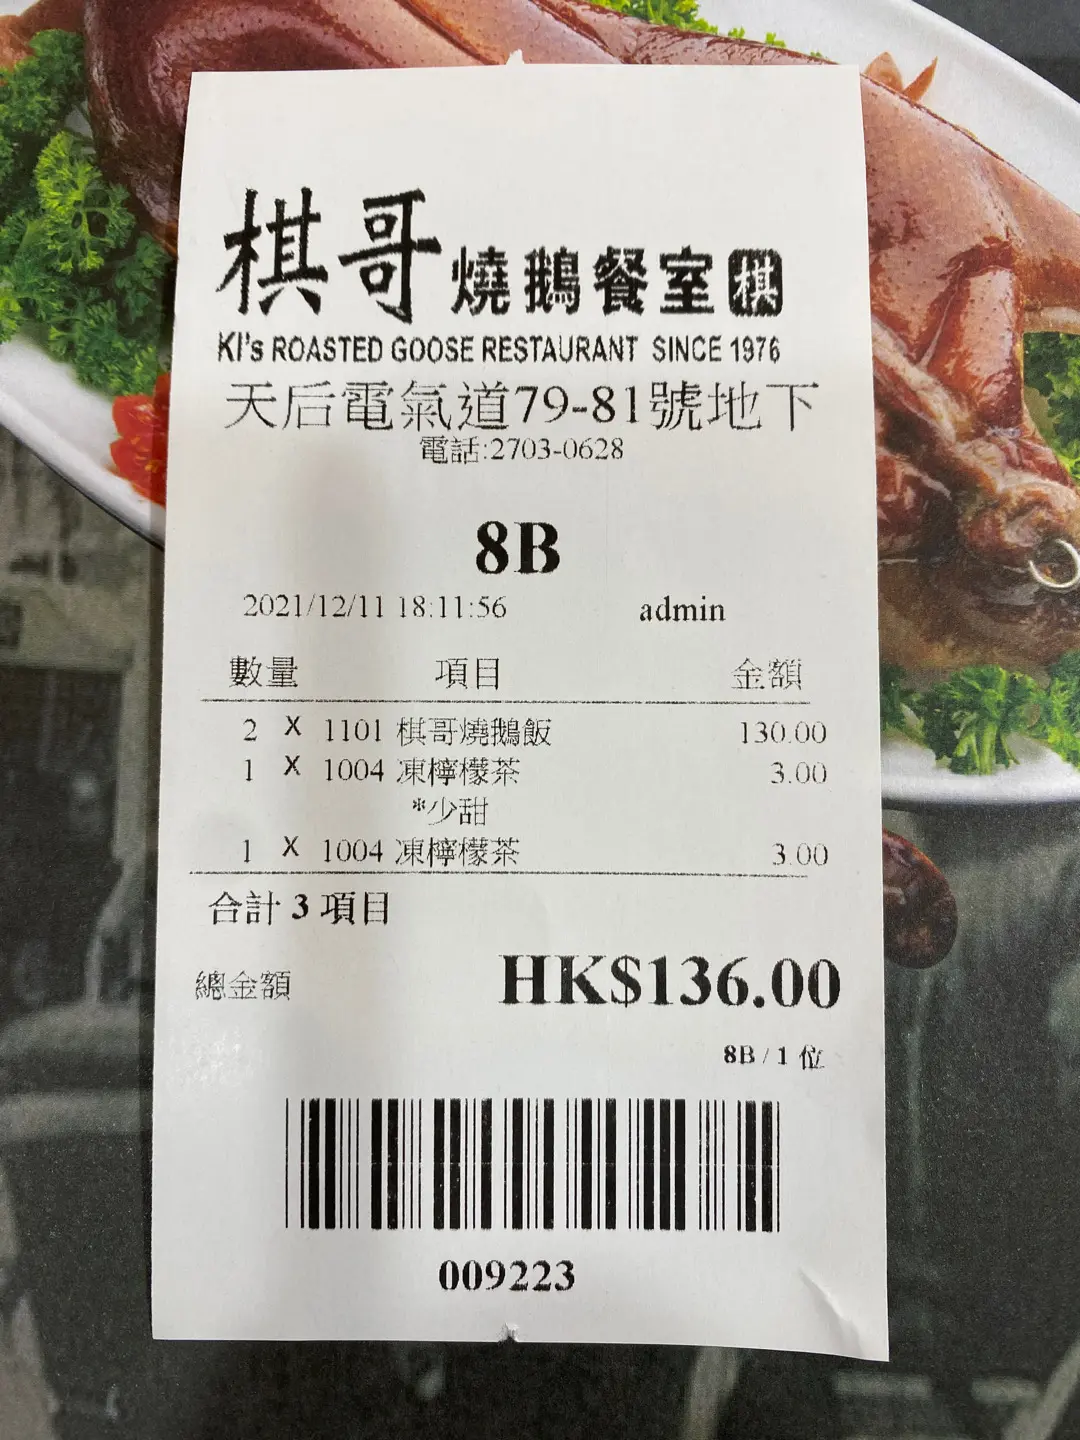 棋哥燒鵝餐室 棋
KI's ROASTED GOOSE RESTAURANT SINCE 1976
天后電氣道79-81號地下
電話:2703-0628
8B
2021/12/11 18:11:56 admin
數量 項目 金額
2 X 1101 棋哥燒鵝飯 130.00
1 X 1004 凍檸檬茶 3.00
*少甜
1 X 1004 凍檸檬茶 3.00
合計 3 項目
總金額 HK$136.00
8B / 1 位
009223